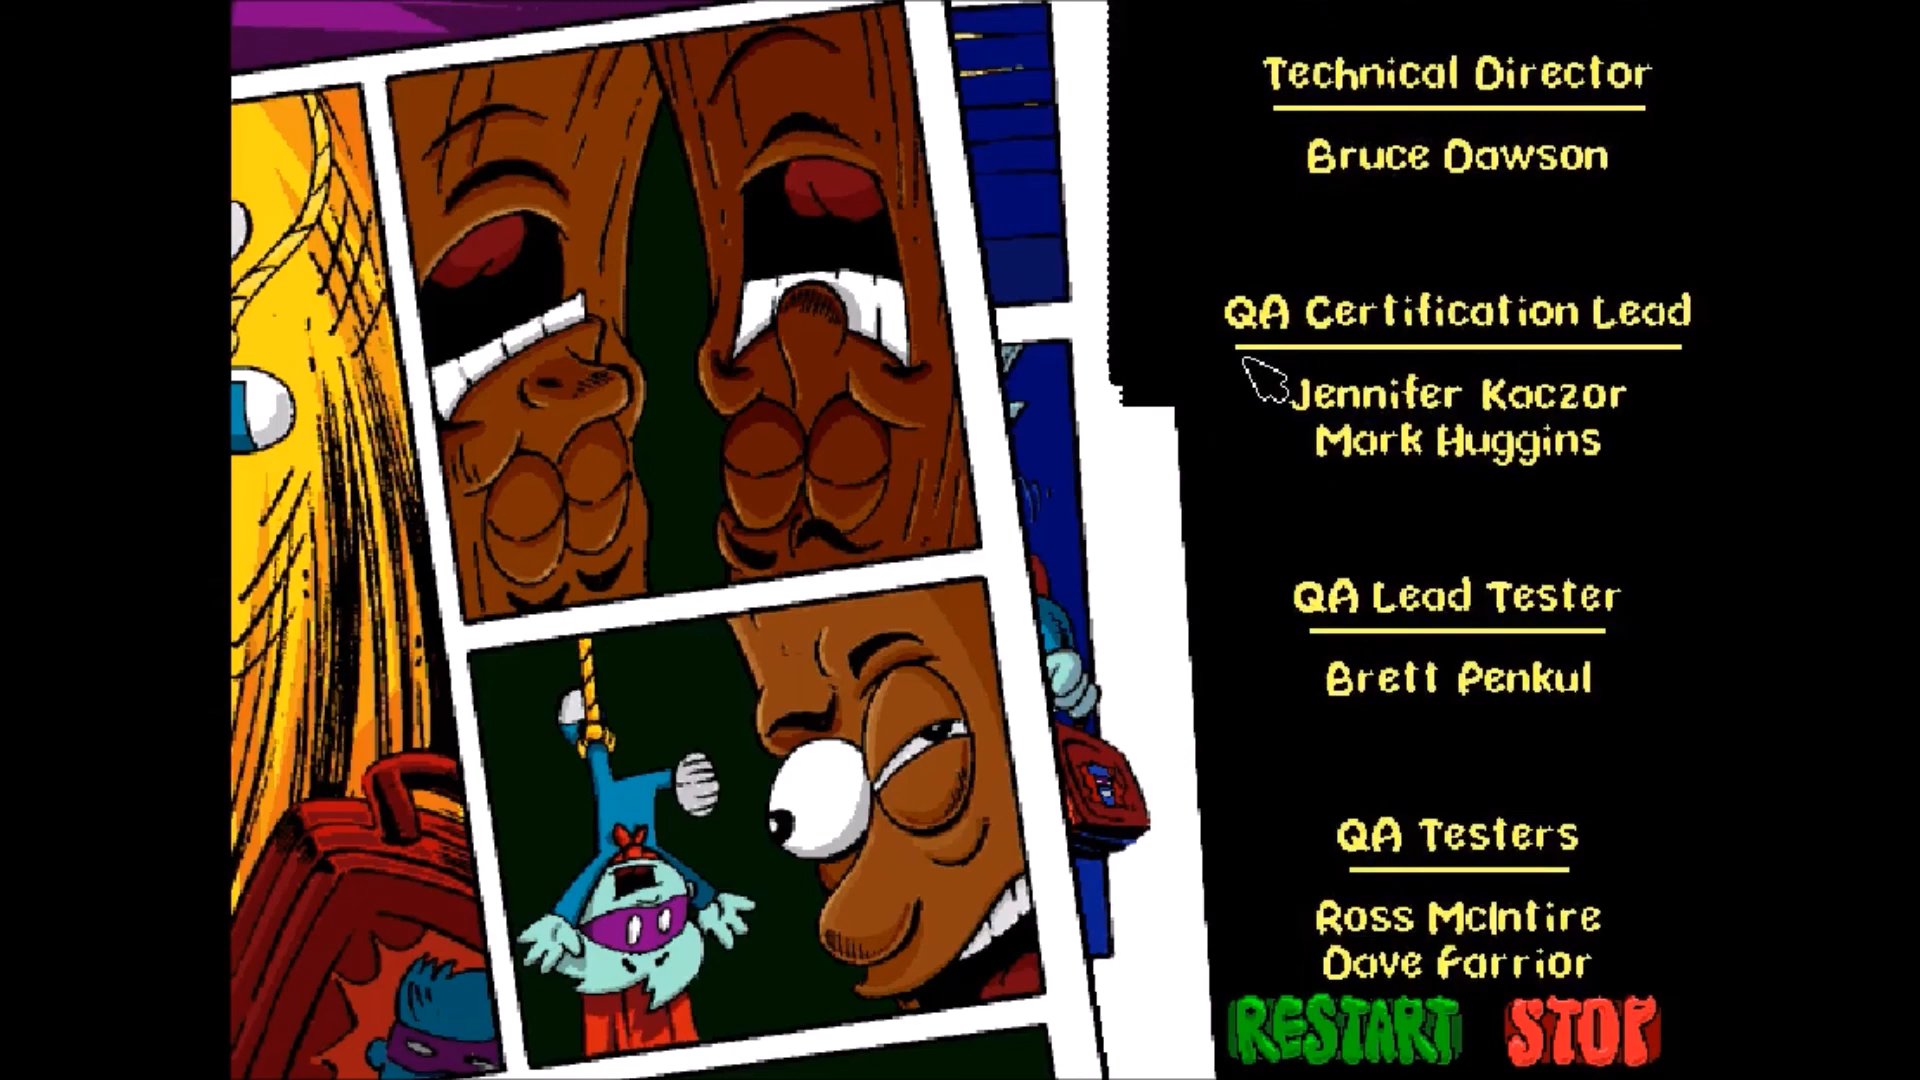 Technical Director
Bruce Dawson
QA Certification Lead
Jennifer Kaczor
Mark Huggins
QA Lead Tester
Brett Penkul
QA Testers
Ross McIntire
Dave Farrior
RESTART STOP